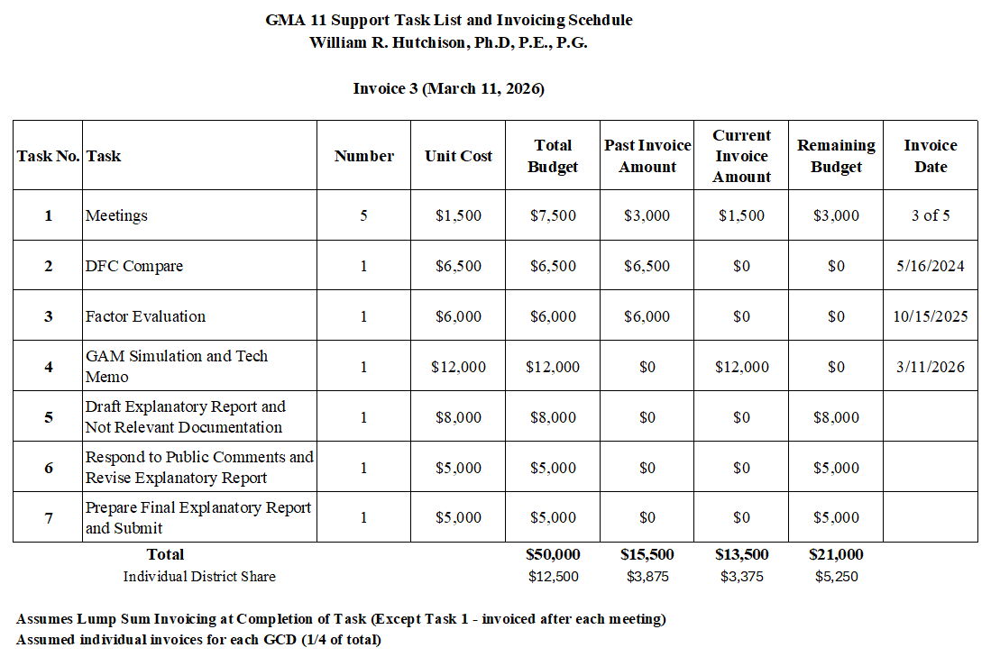 GMA 11 Support Task List and Invoicing Scehdule
William R. Hutchison, Ph.D, P.E., P.G.
Invoice 3 (March 11, 2026)
Task No. Task Number Unit Cost Total Budget Past Invoice Amount Current Invoice Amount Remaining Budget Invoice Date
1 Meetings 5 $1,500 $7,500 $3,000 $1,500 $3,000 3 of 5
2 DFC Compare 1 $6,500 $6,500 $6,500 $0 $0 5/16/2024
3 Factor Evaluation 1 $6,000 $6,000 $6,000 $0 $0 10/15/2025
4 GAM Simulation and Tech Memo 1 $12,000 $12,000 $0 $12,000 $0 3/11/2026
5 Draft Explanatory Report and Not Relevant Documentation 1 $8,000 $8,000 $0 $0 $8,000
6 Respond to Public Comments and Revise Explanatory Report 1 $5,000 $5,000 $0 $0 $5,000
7 Prepare Final Explanatory Report and Submit 1 $5,000 $5,000 $0 $0 $5,000
Total $50,000 $15,500 $13,500 $21,000
Individual District Share $12,500 $3,875 $3,375 $5,250
Assumes Lump Sum Invoicing at Completion of Task (Except Task 1 - invoiced after each meeting)
Assumed individual invoices for each GCD (1/4 of total)